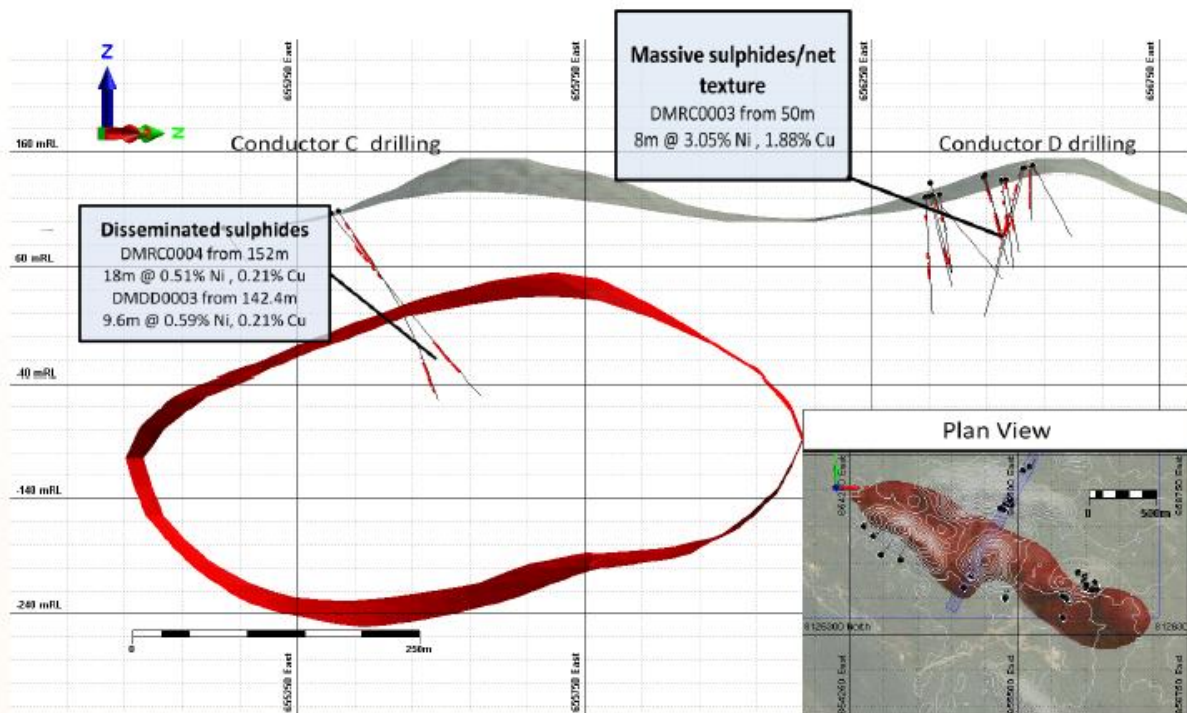 Z
N
655250 East
655750 East
656250 East
656750 East
Massive sulphides/net
texture
DMRC0003 from 50m
8m @ 3.05% Ni , 1.88% Cu
160 mRL
Conductor C drilling
Conductor D drilling
Disseminated sulphides
DMRC0004 from 152m
18m @ 0.51% Ni , 0.21% Cu
DMDD0003 from 142.4m
9.6m @ 0.59% Ni, 0.21% Cu
60 mRL
-40 mRL
-140 mRL
-240 mRL
0
250m
655250 East
655750 East
Plan View
0
500m
8126800 North